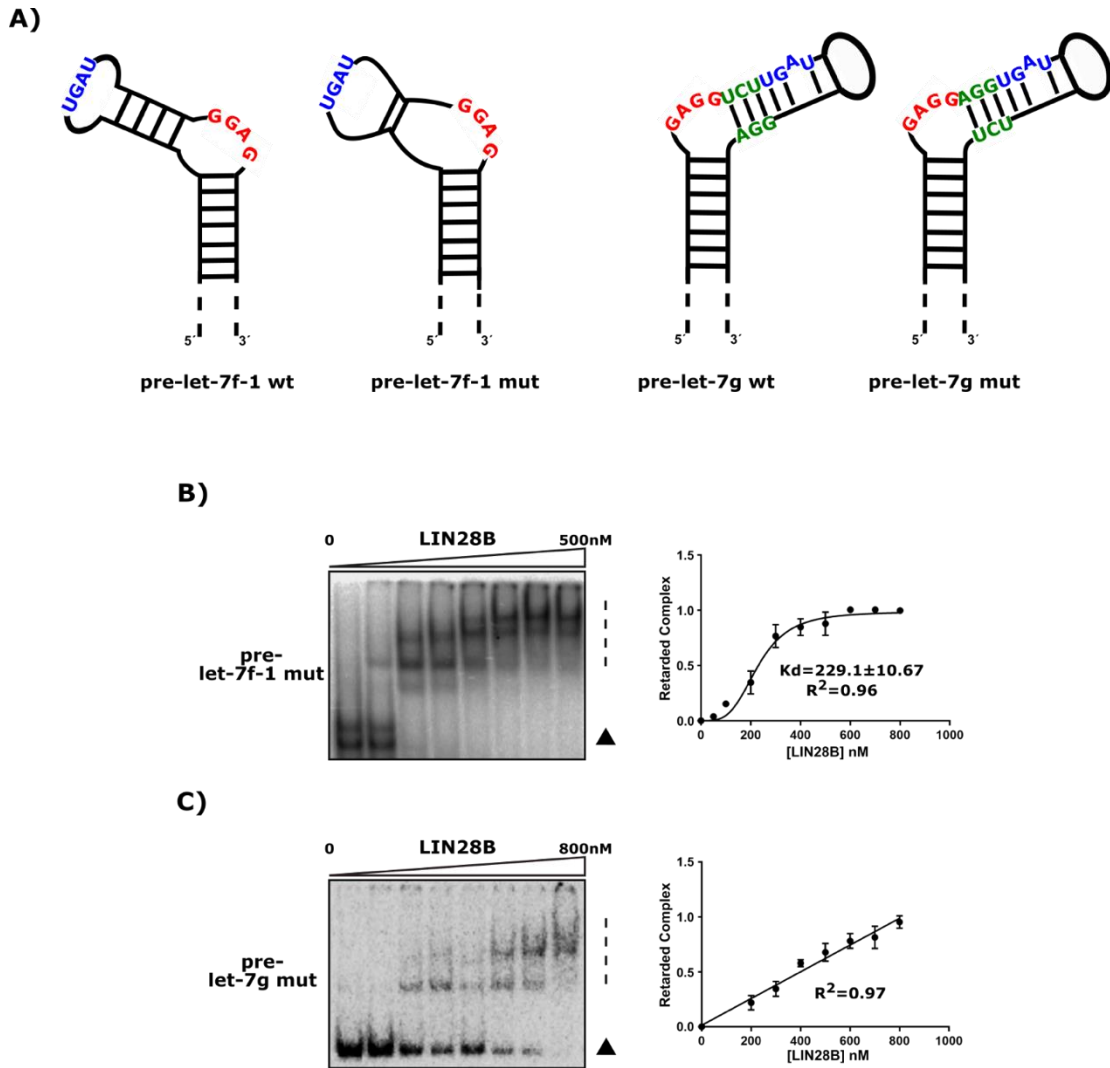 A)
UGAU
GGAG
5´ 3´
pre-let-7f-1 wt
UGAU
GGAG
5´ 3´
pre-let-7f-1 mut
GAGGUCUUGAU
AGG
5´ 3´
pre-let-7g wt
GAGGAGGUGAU
UCU
5´ 3´
pre-let-7g mut
B)
0 LIN28B 500nM
pre-
let-7f-1 mut
Retarded Complex
1.5
1.0
0.5
0.0
Kd=229.1±10.67
R²=0.96
0 200 400 600 800 1000
[LIN28B] nM
C)
0 LIN28B 800nM
pre-
let-7g mut
Retarded Complex
1.5
1.0
0.5
0.0
R²=0.97
0 200 400 600 800 1000
[LIN28B] nM